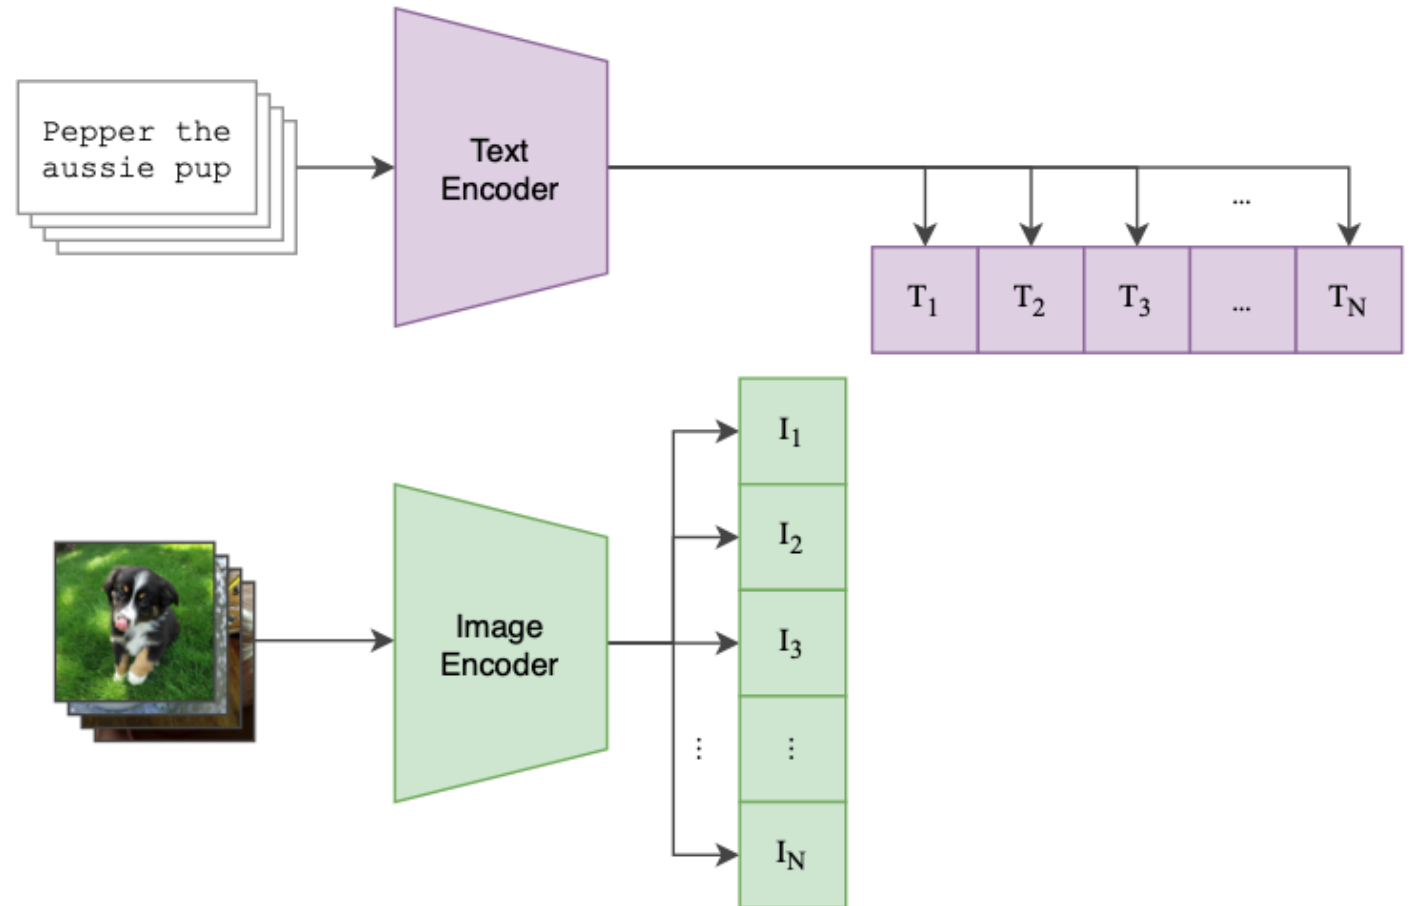 Pepper the
aussie pup
Text
Encoder
...
T1 T2 T3 ... TN
I1
I2
I3
⋮ ⋮
IN
Image
Encoder